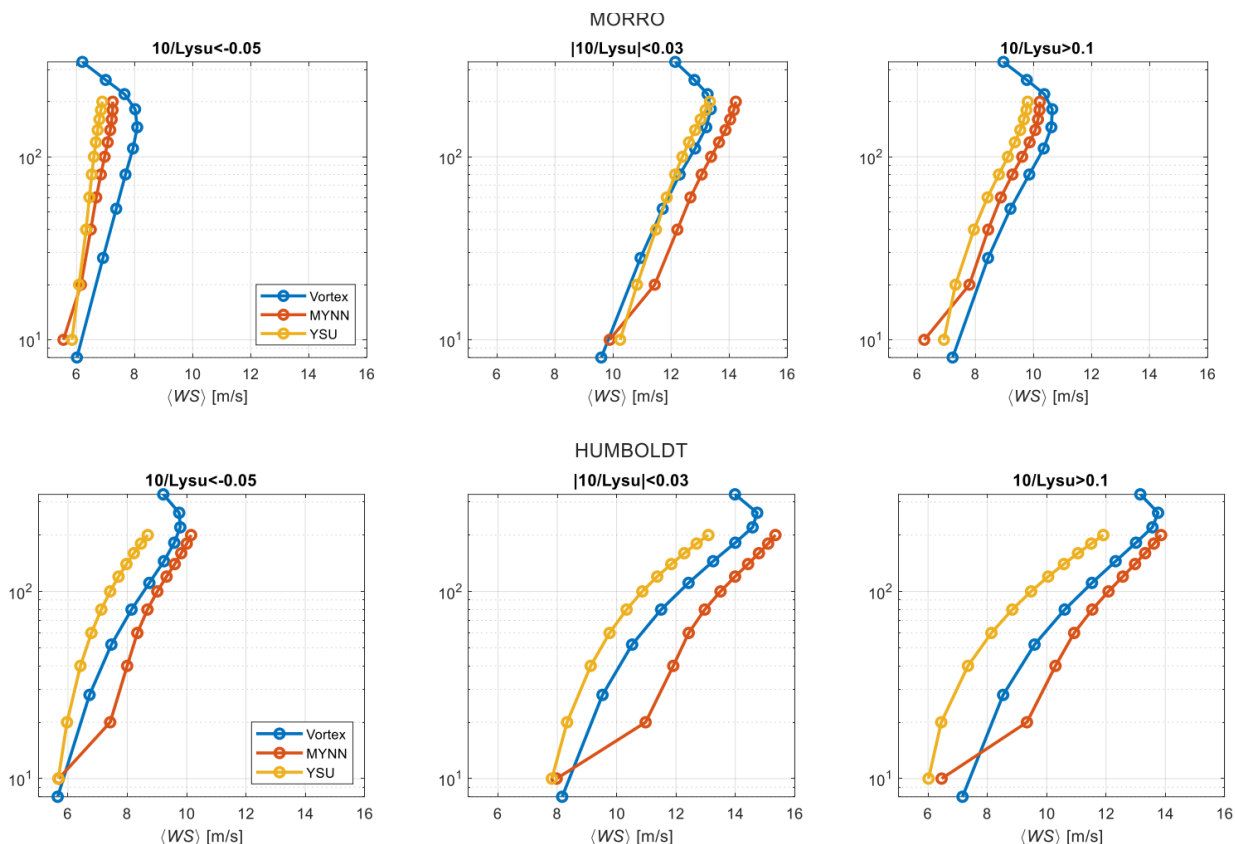 MORRO
10/Lysu<-0.05
|10/Lysu|<0.03
10/Lysu>0.1
10²
10¹
Vortex
MYNN
YSU
6 8 10 12 14 16
⟨WS⟩ [m/s]
10²
10¹
6 8 10 12 14 16
⟨WS⟩ [m/s]
10²
10¹
6 8 10 12 14 16
⟨WS⟩ [m/s]
HUMBOLDT
10/Lysu<-0.05
|10/Lysu|<0.03
10/Lysu>0.1
10²
10¹
Vortex
MYNN
YSU
6 8 10 12 14 16
⟨WS⟩ [m/s]
10²
10¹
6 8 10 12 14 16
⟨WS⟩ [m/s]
10²
10¹
6 8 10 12 14 16
⟨WS⟩ [m/s]